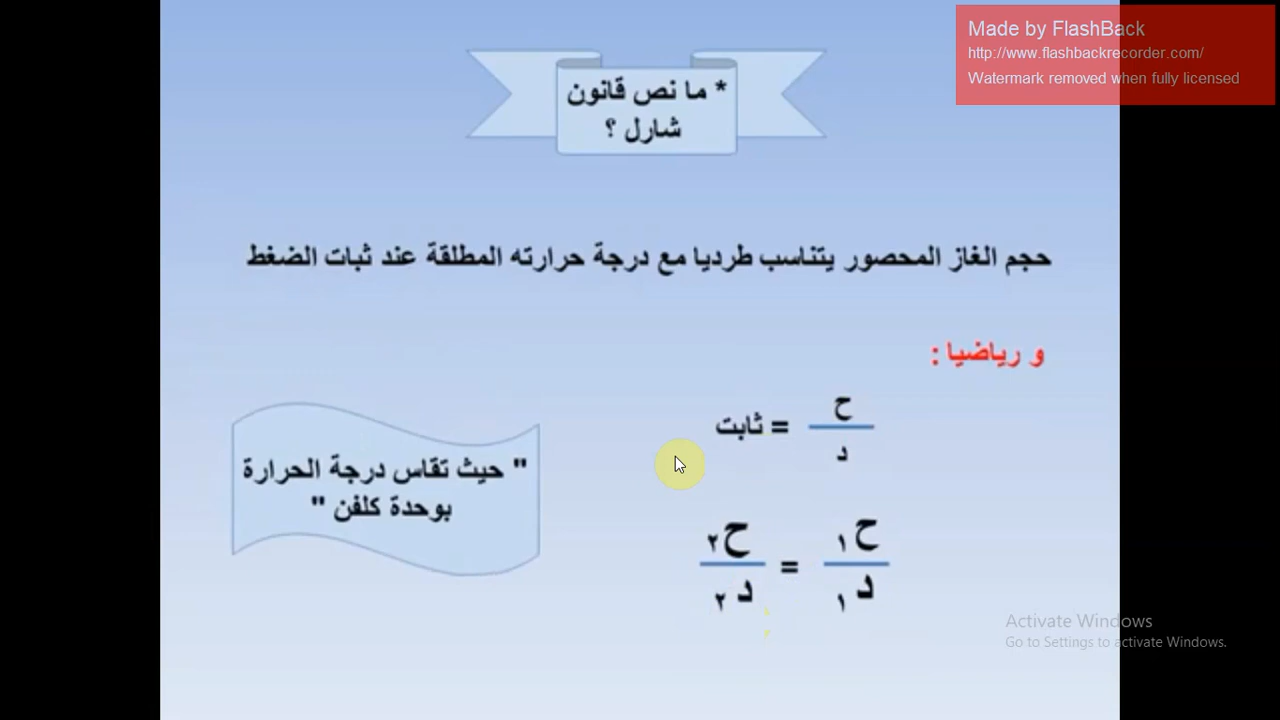 Made by FlashBack
http://www.flashbackrecorder.com/
Watermark removed when fully licensed
* ما نص قانون
شارل ؟
حجم الغاز المحصور يتناسب طرديا مع درجة حرارته المطلقة عند ثبات الضغط
و رياضيا :
ح
= ثابت
د
" حيث تقاس درجة الحرارة
بوحدة كلفن "
ح١ = ح٢
د١ د٢
Activate Windows
Go to Settings to activate Windows.